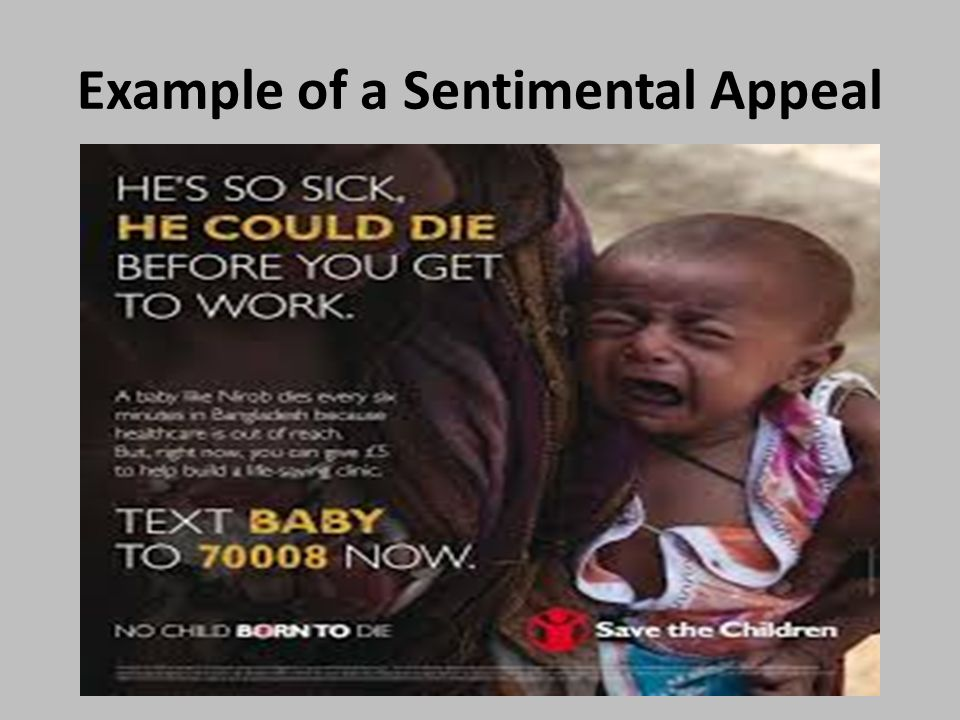 Example of a Sentimental Appeal
HE'S SO SICK,
HE COULD DIE
BEFORE YOU GET
TO WORK.
A baby like Nirob dies every six
minutes in Bangladesh because
healthcare is out of reach.
But, right now, you can give £5
to help build a life-saving clinic.
TEXT BABY
TO 70008 NOW.
NO CHILD BORN TO DIE
Save the Children